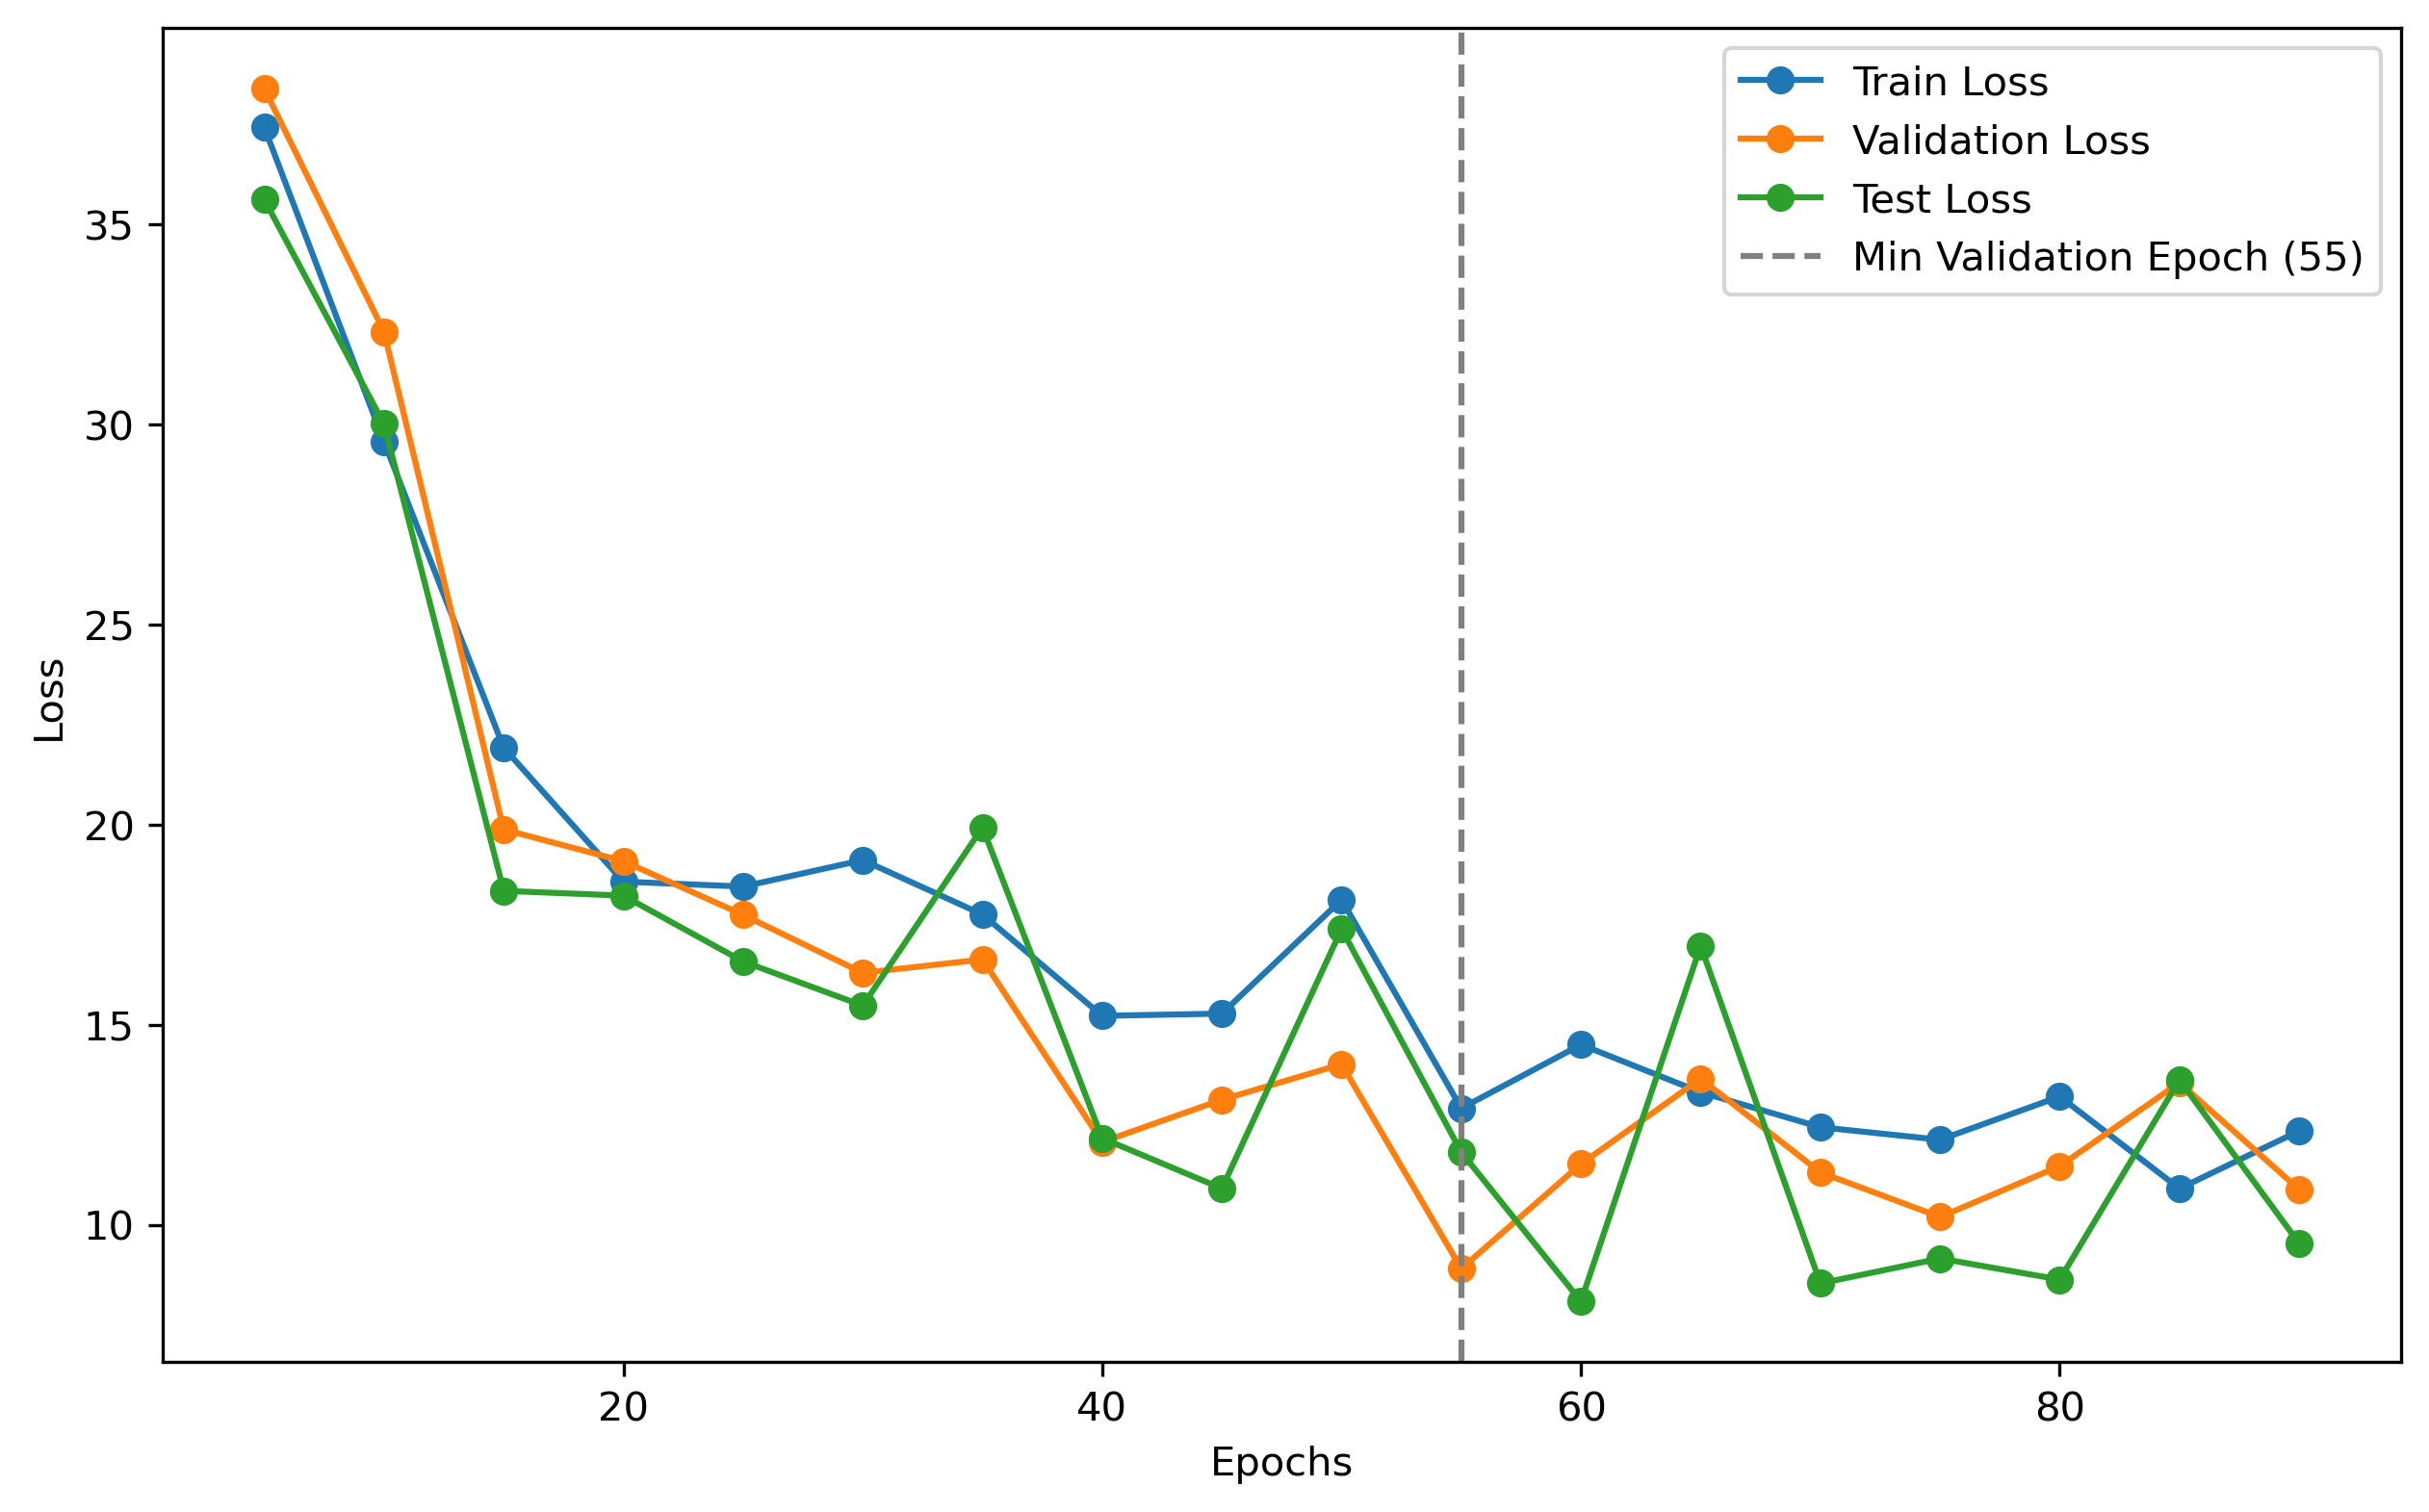 Train Loss
Validation Loss
Test Loss
Min Validation Epoch (55)
35
30
25
20
15
10
Loss
20 40 60 80
Epochs